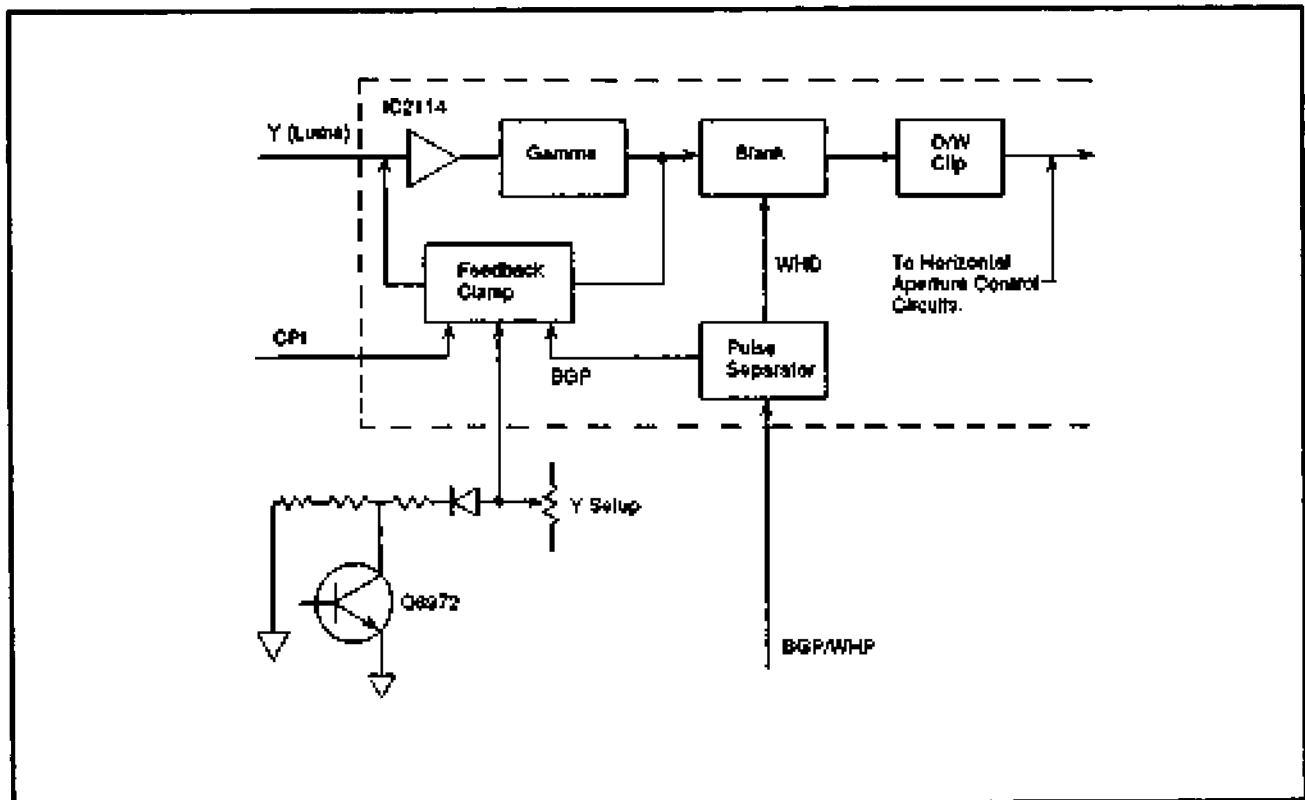 IC2114
Y (Luma)
Gamma
Blank
D/W
Clip
Feedback
Clamp
WHD
To Horizontal
Aperture Control
Circuits.
CP1
BGP
Pulse
Separator
Y Setup
Q6972
BGP/WHP